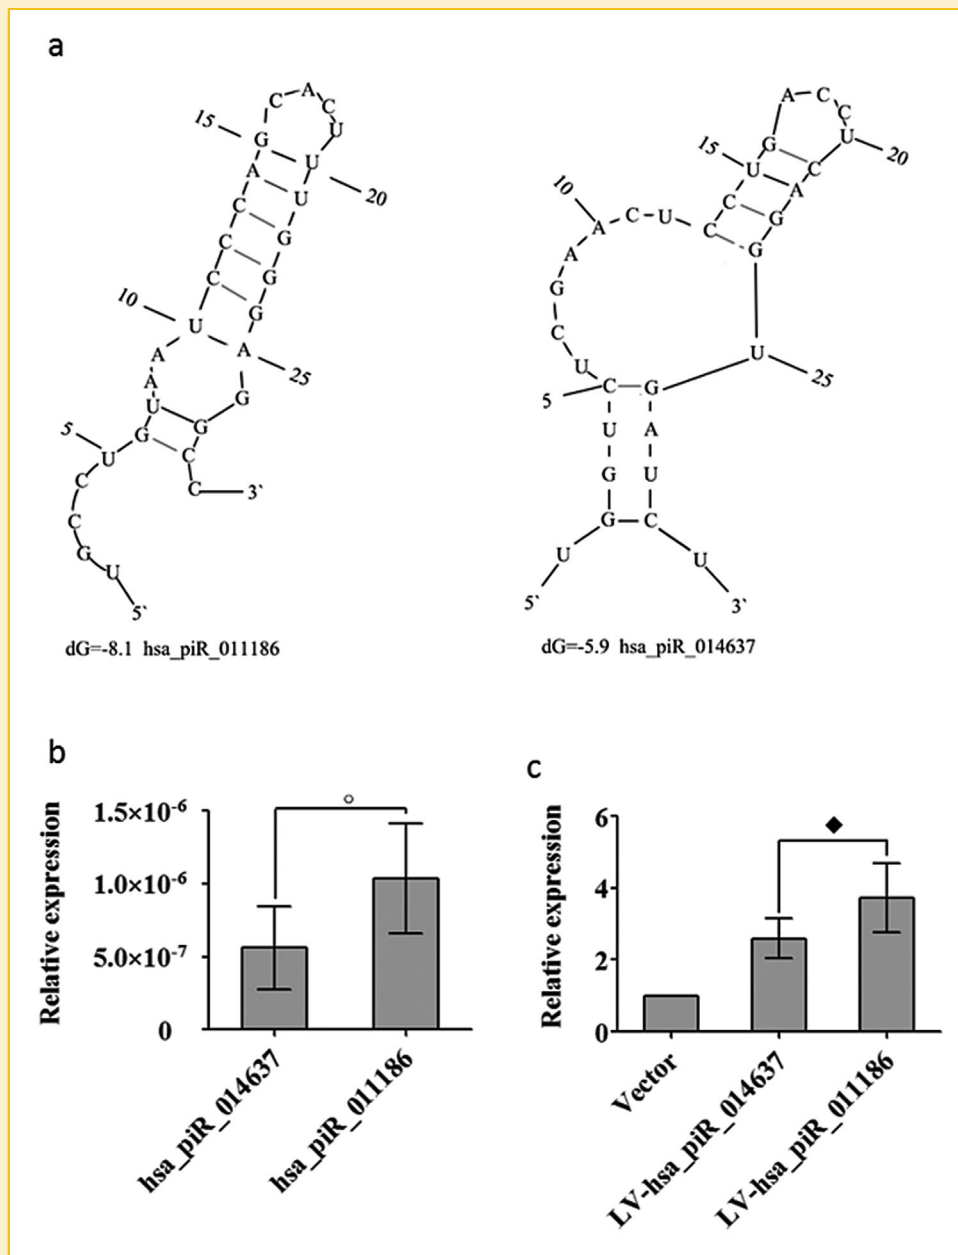 a
5`
U G C C U G U A A U C C C A G C A C U U U G G G A G G C C
3`
5
10
15
20
25
dG=-8.1 hsa_piR_011186
5`
U G G U C U C G A A C U C C U G A C C U C A G G U G A U C U
3`
5
10
15
20
25
dG=-5.9 hsa_piR_014637
b
Relative expression
1.5×10-6
1.0×10-6
5.0×10-7
0
hsa_piR_014637
hsa_piR_011186
c
Relative expression
6
4
2
0
Vector
LV-hsa_piR_014637
LV-hsa_piR_011186